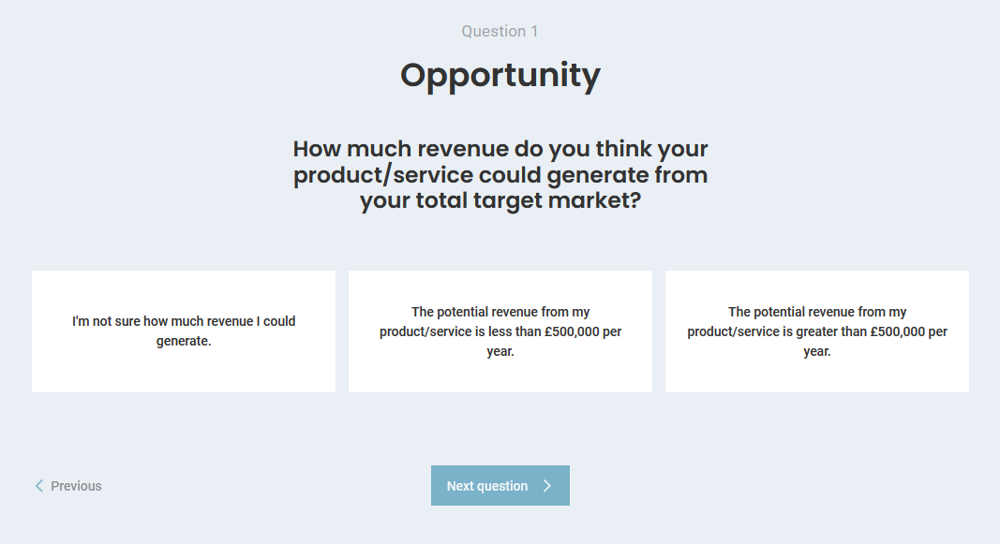 Question 1
Opportunity
How much revenue do you think your
product/service could generate from
your total target market?
I'm not sure how much revenue I could
generate.
The potential revenue from my
product/service is less than £500,000 per
year.
The potential revenue from my
product/service is greater than £500,000 per
year.
Previous
Next question